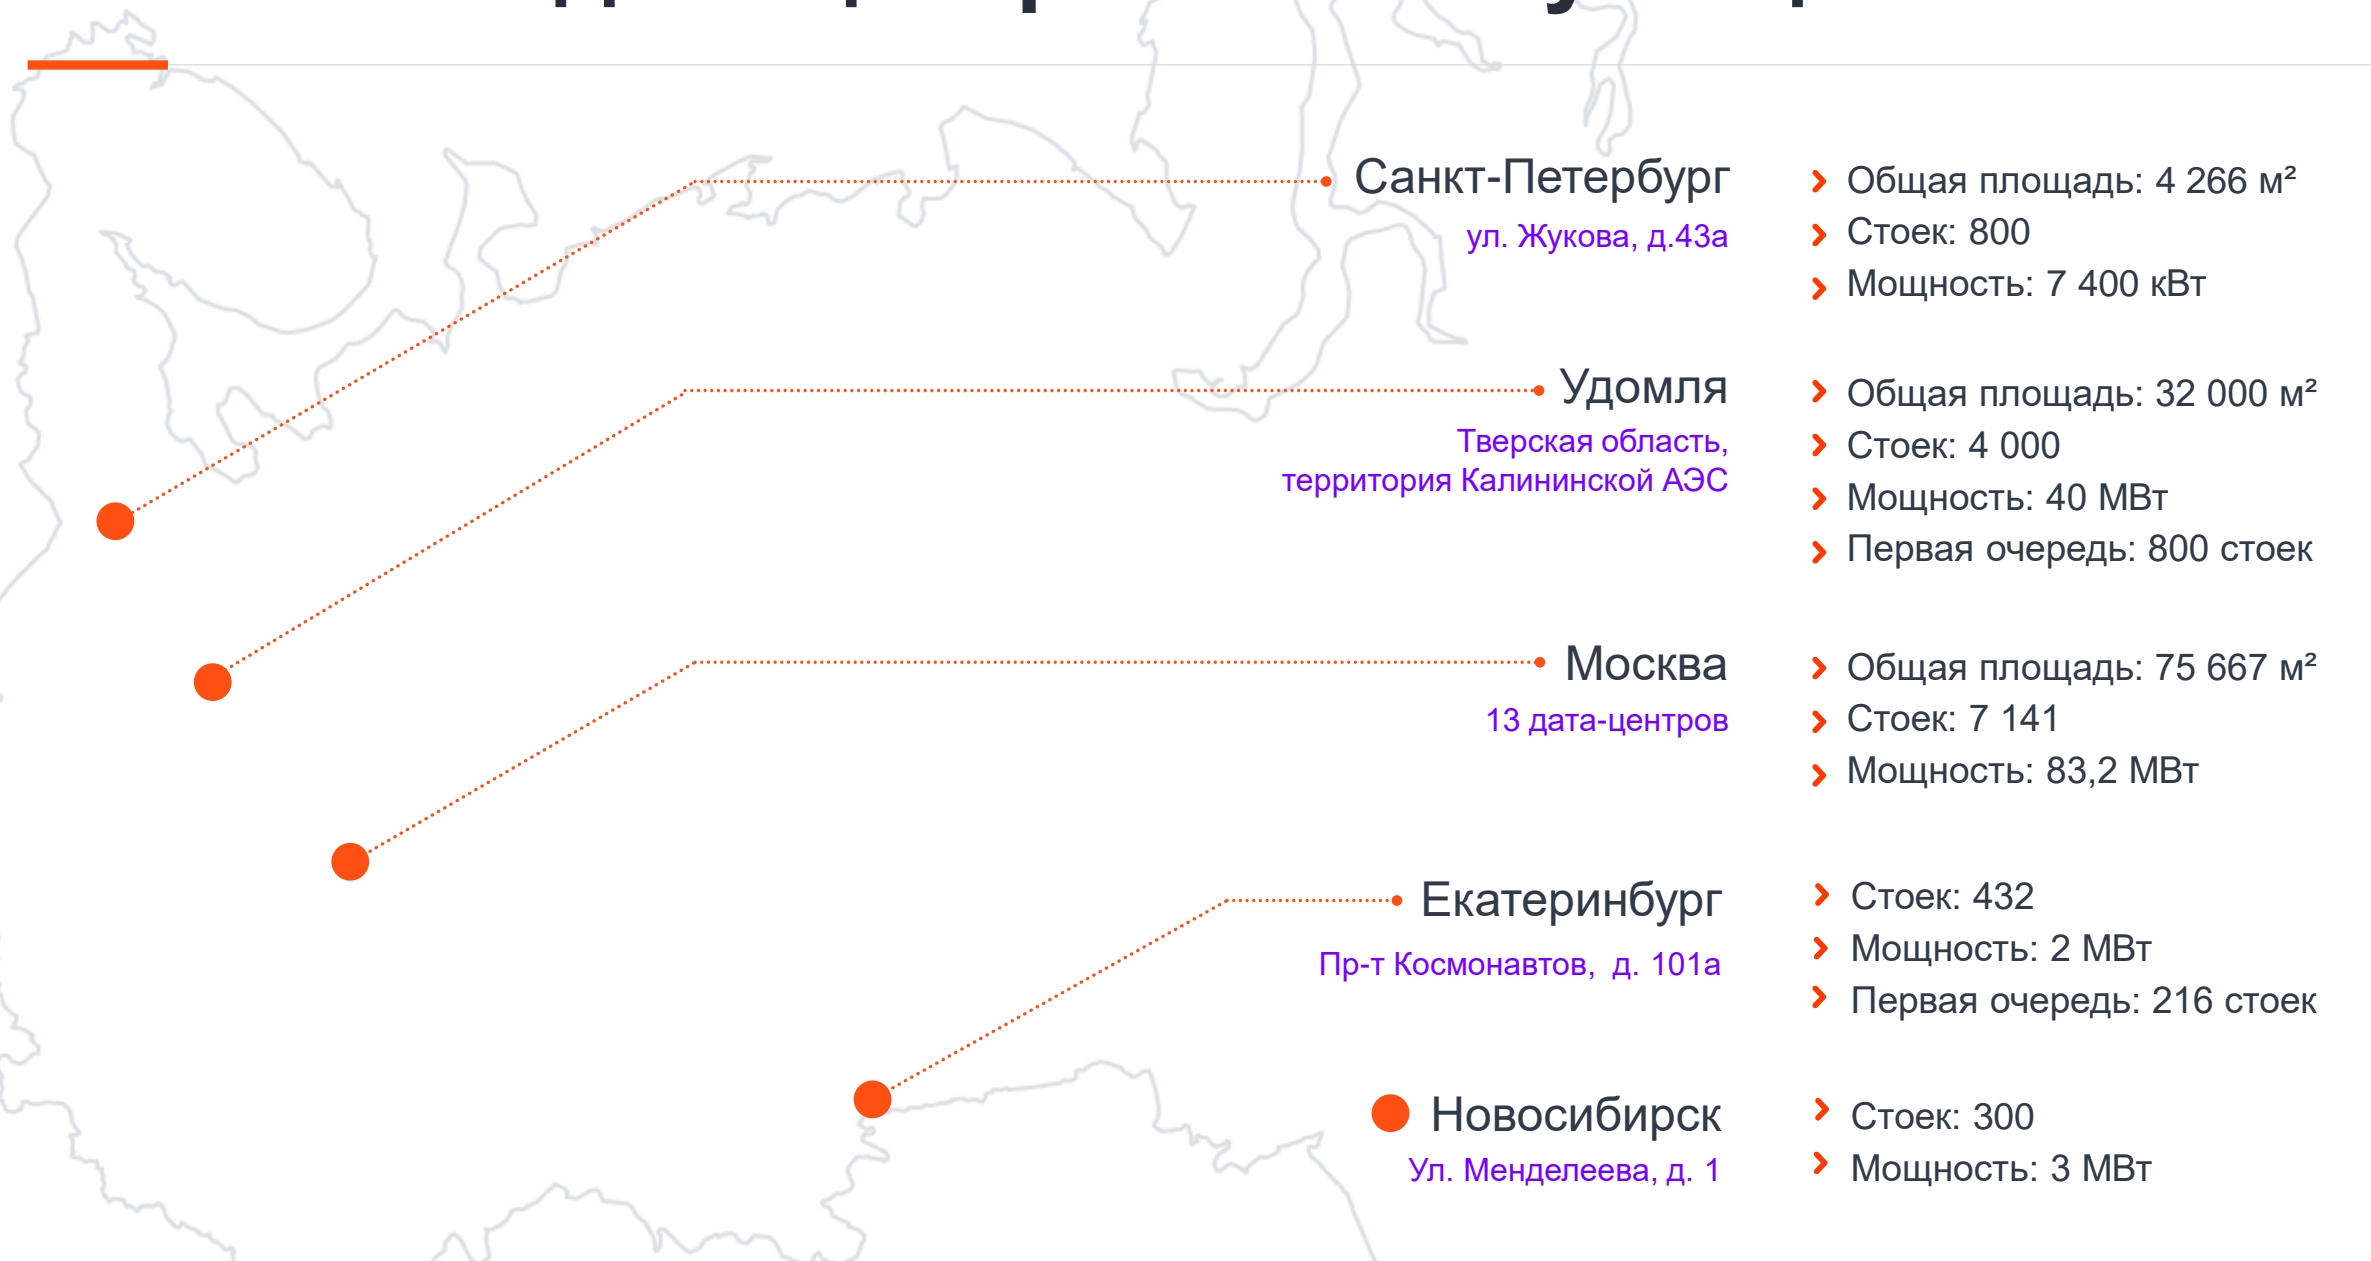 Санкт-Петербург
ул. Жукова, д.43а
Общая площадь: 4 266 м²
Стоек: 800
Мощность: 7 400 кВт
Удомля
Тверская область,
территория Калининской АЭС
Общая площадь: 32 000 м²
Стоек: 4 000
Мощность: 40 МВт
Первая очередь: 800 стоек
Москва
13 дата-центров
Общая площадь: 75 667 м²
Стоек: 7 141
Мощность: 83,2 МВт
Екатеринбург
Пр-т Космонавтов,  д. 101а
Стоек: 432
Мощность: 2 МВт
Первая очередь: 216 стоек
Новосибирск
Ул. Менделеева, д. 1
Стоек: 300
Мощность: 3 МВт